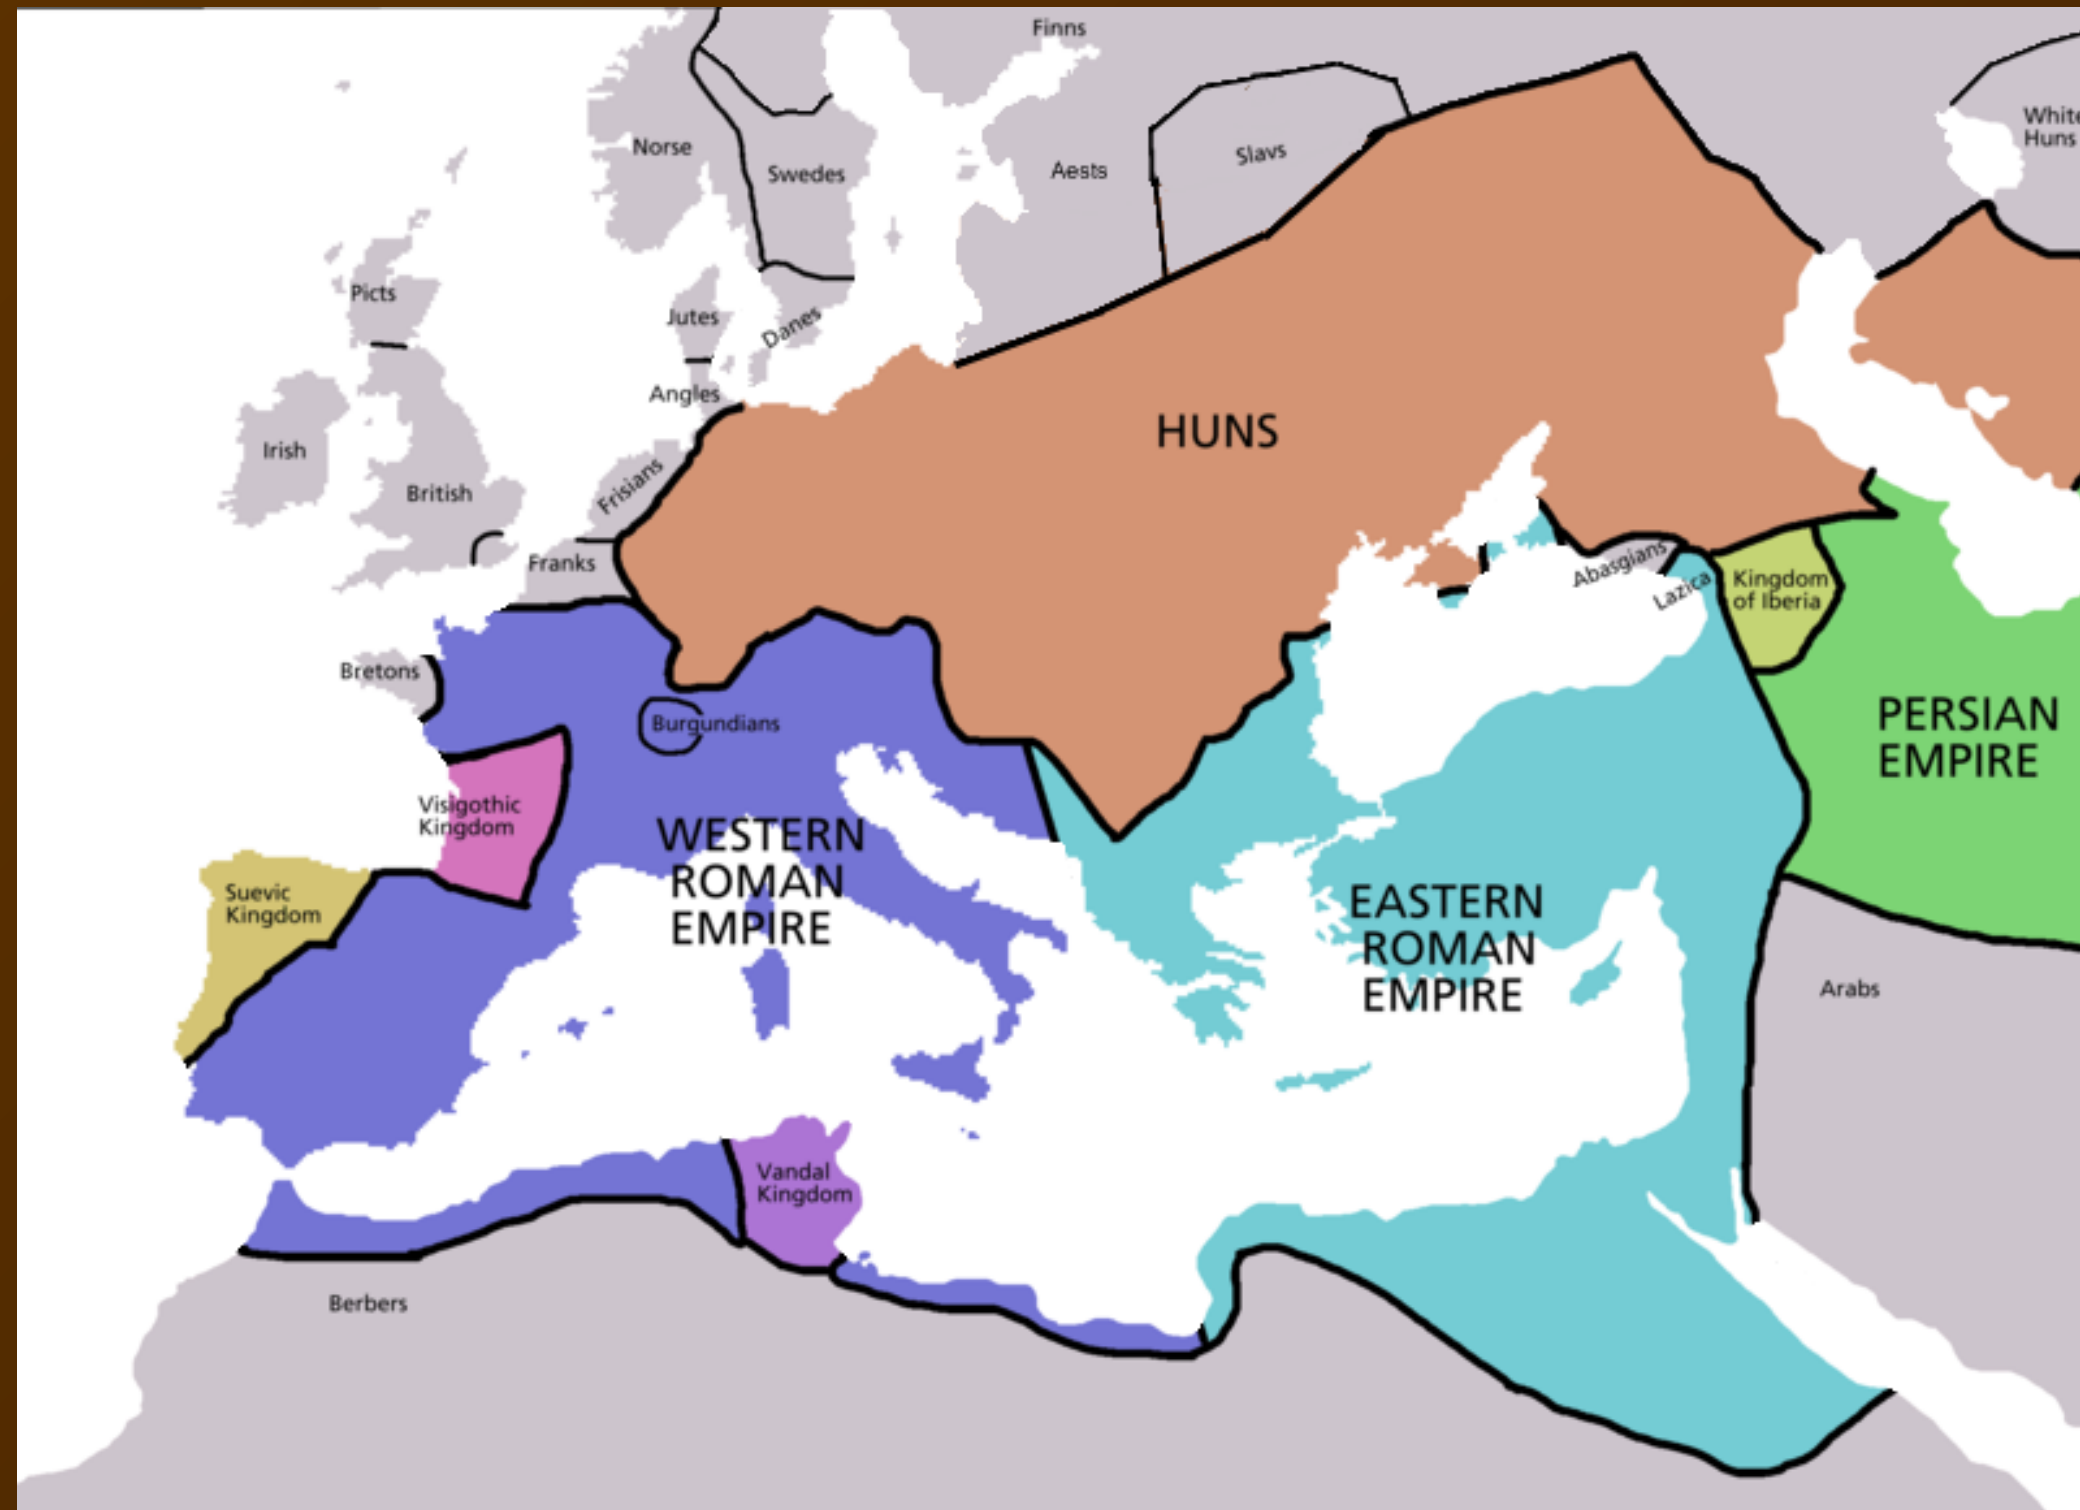 Finns
White
Huns
Norse
Swedes
Aests
Slavs
Picts
Jutes
Danes
Angles
Irish
British
Frisians
HUNS
Franks
Abasgians
Lazica
Kingdom
of Iberia
Bretons
Burgundians
PERSIAN
EMPIRE
Visigothic
Kingdom
WESTERN
ROMAN
EMPIRE
Suevic
Kingdom
EASTERN
ROMAN
EMPIRE
Arabs
Vandal
Kingdom
Berbers